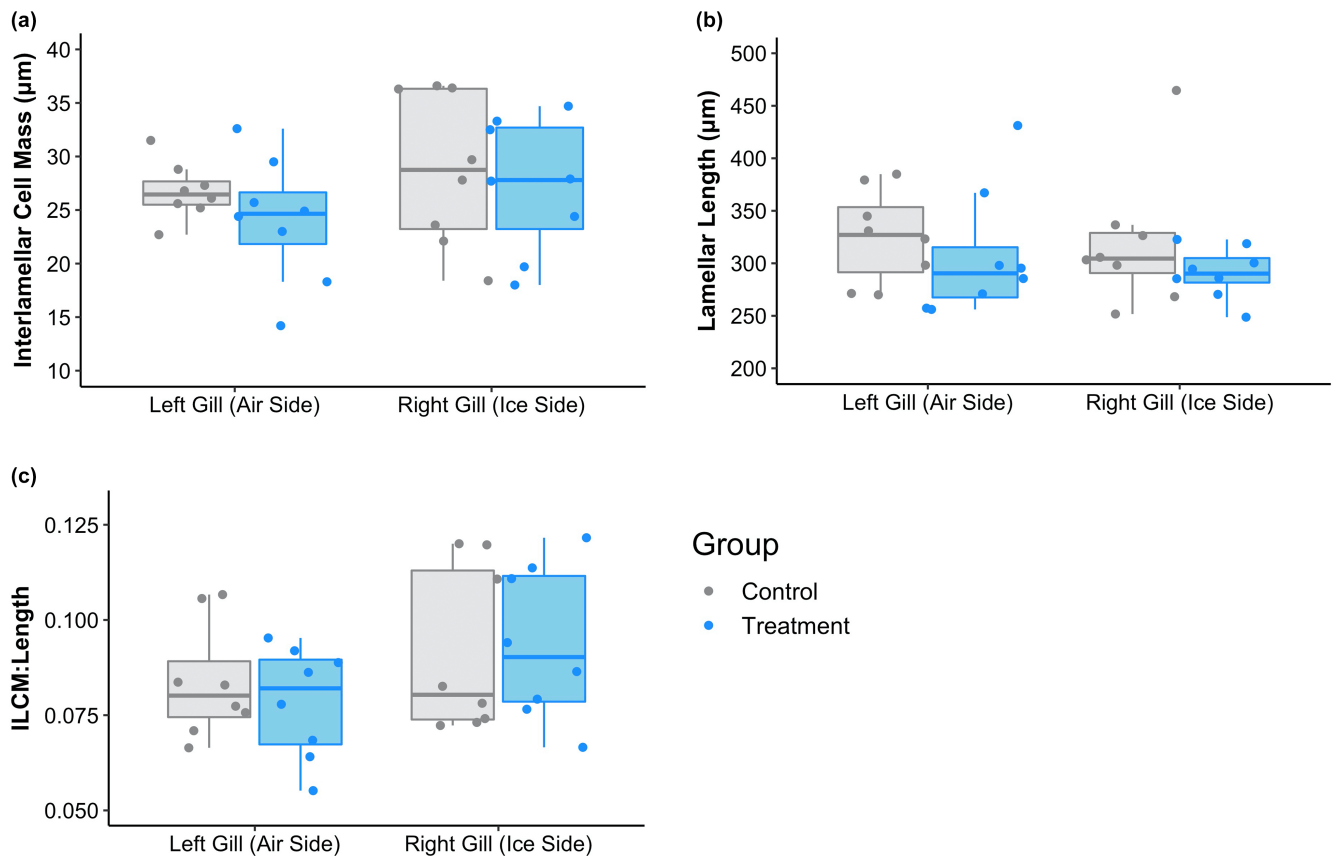 (a)
Interlamellar Cell Mass (µm)
40
35
30
25
20
15
10
Left Gill (Air Side)
Right Gill (Ice Side)
(b)
Lamellar Length (µm)
500
450
400
350
300
250
200
Left Gill (Air Side)
Right Gill (Ice Side)
(c)
ILCM:Length
0.125
0.100
0.075
0.050
Left Gill (Air Side)
Right Gill (Ice Side)
Group
Control
Treatment